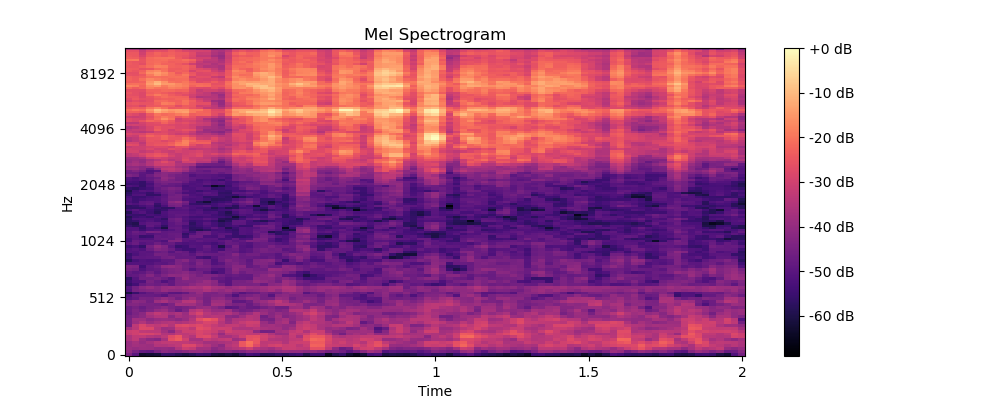 Mel Spectrogram
Hz
8192
4096
2048
1024
512
0
0
0.5
1
1.5
2
Time
+0 dB
-10 dB
-20 dB
-30 dB
-40 dB
-50 dB
-60 dB